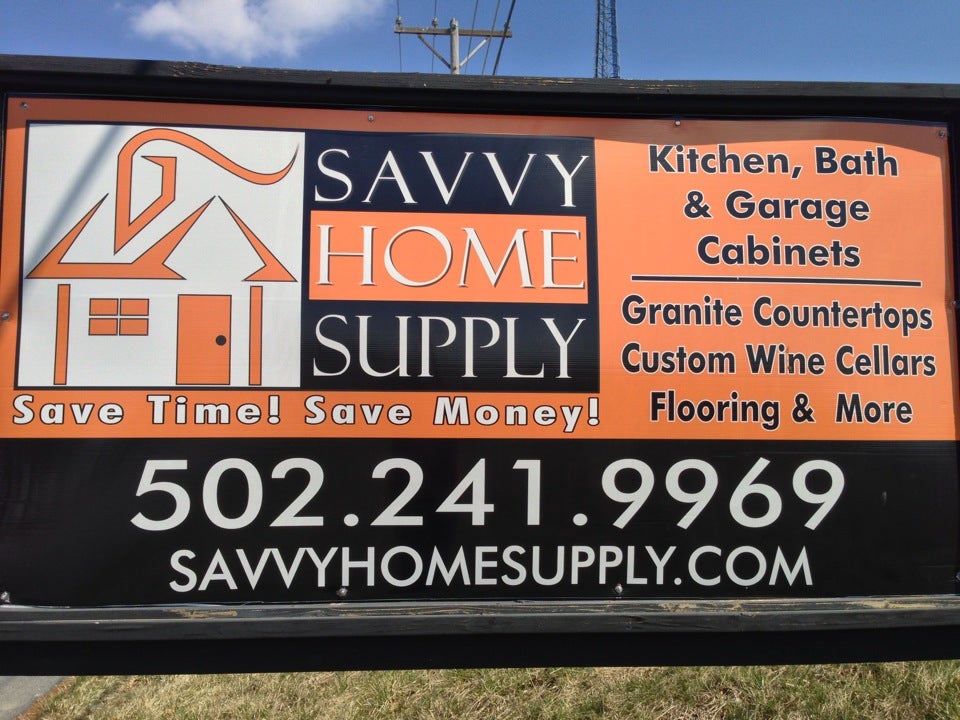 SAVVY
HOME
SUPPLY
Save Time! Save Money!
Kitchen, Bath
& Garage
Cabinets
Granite Countertops
Custom Wine Cellars
Flooring & More
502.241.9969
SAVVYHOMESUPPLY.COM